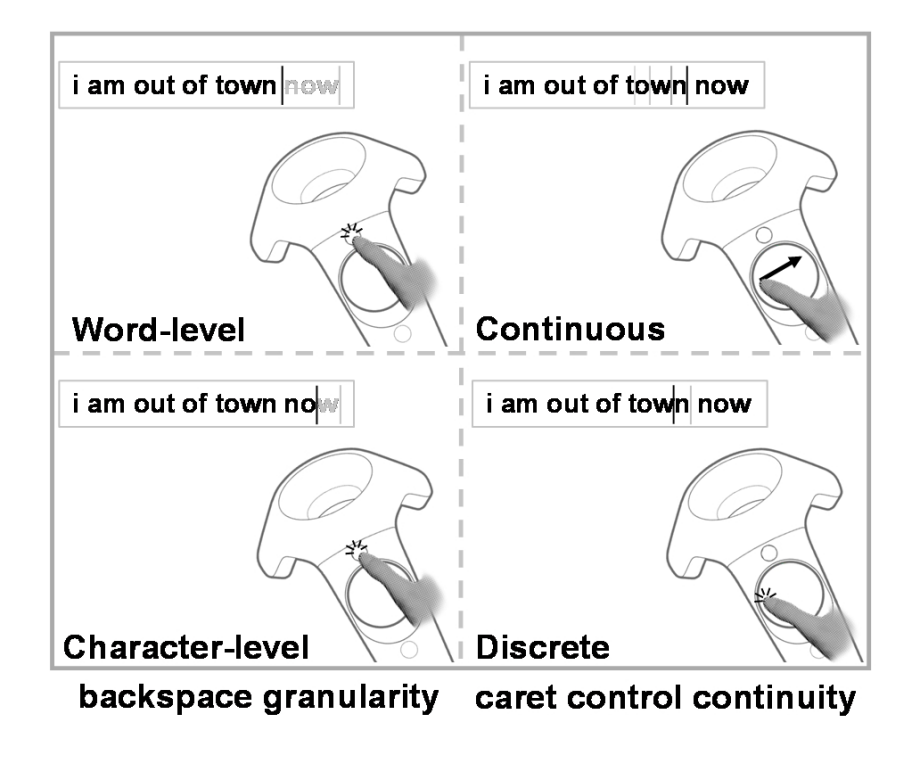 i am out of town now
i am out of town now
Word-level
Continuous
i am out of town now
i am out of town now
Character-level
Discrete
backspace granularity
caret control continuity